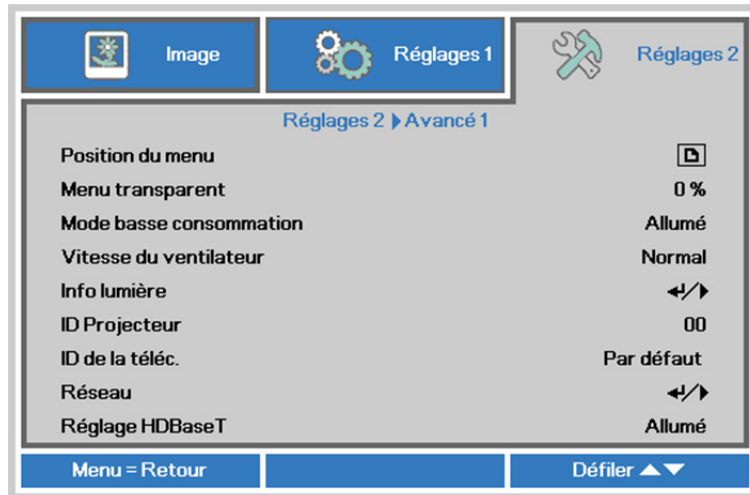 Image Réglages 1 Réglages 2
Réglages 2 Avancé 1
Position du menu
Menu transparent 0 %
Mode basse consommation Allumé
Vitesse du ventilateur Normal
Info lumière ↵/▶
ID Projecteur 00
ID de la téléc. Par défaut
Réseau ↵/▶
Réglage HDBaseT Allumé
Menu = Retour Défiler ▲▼